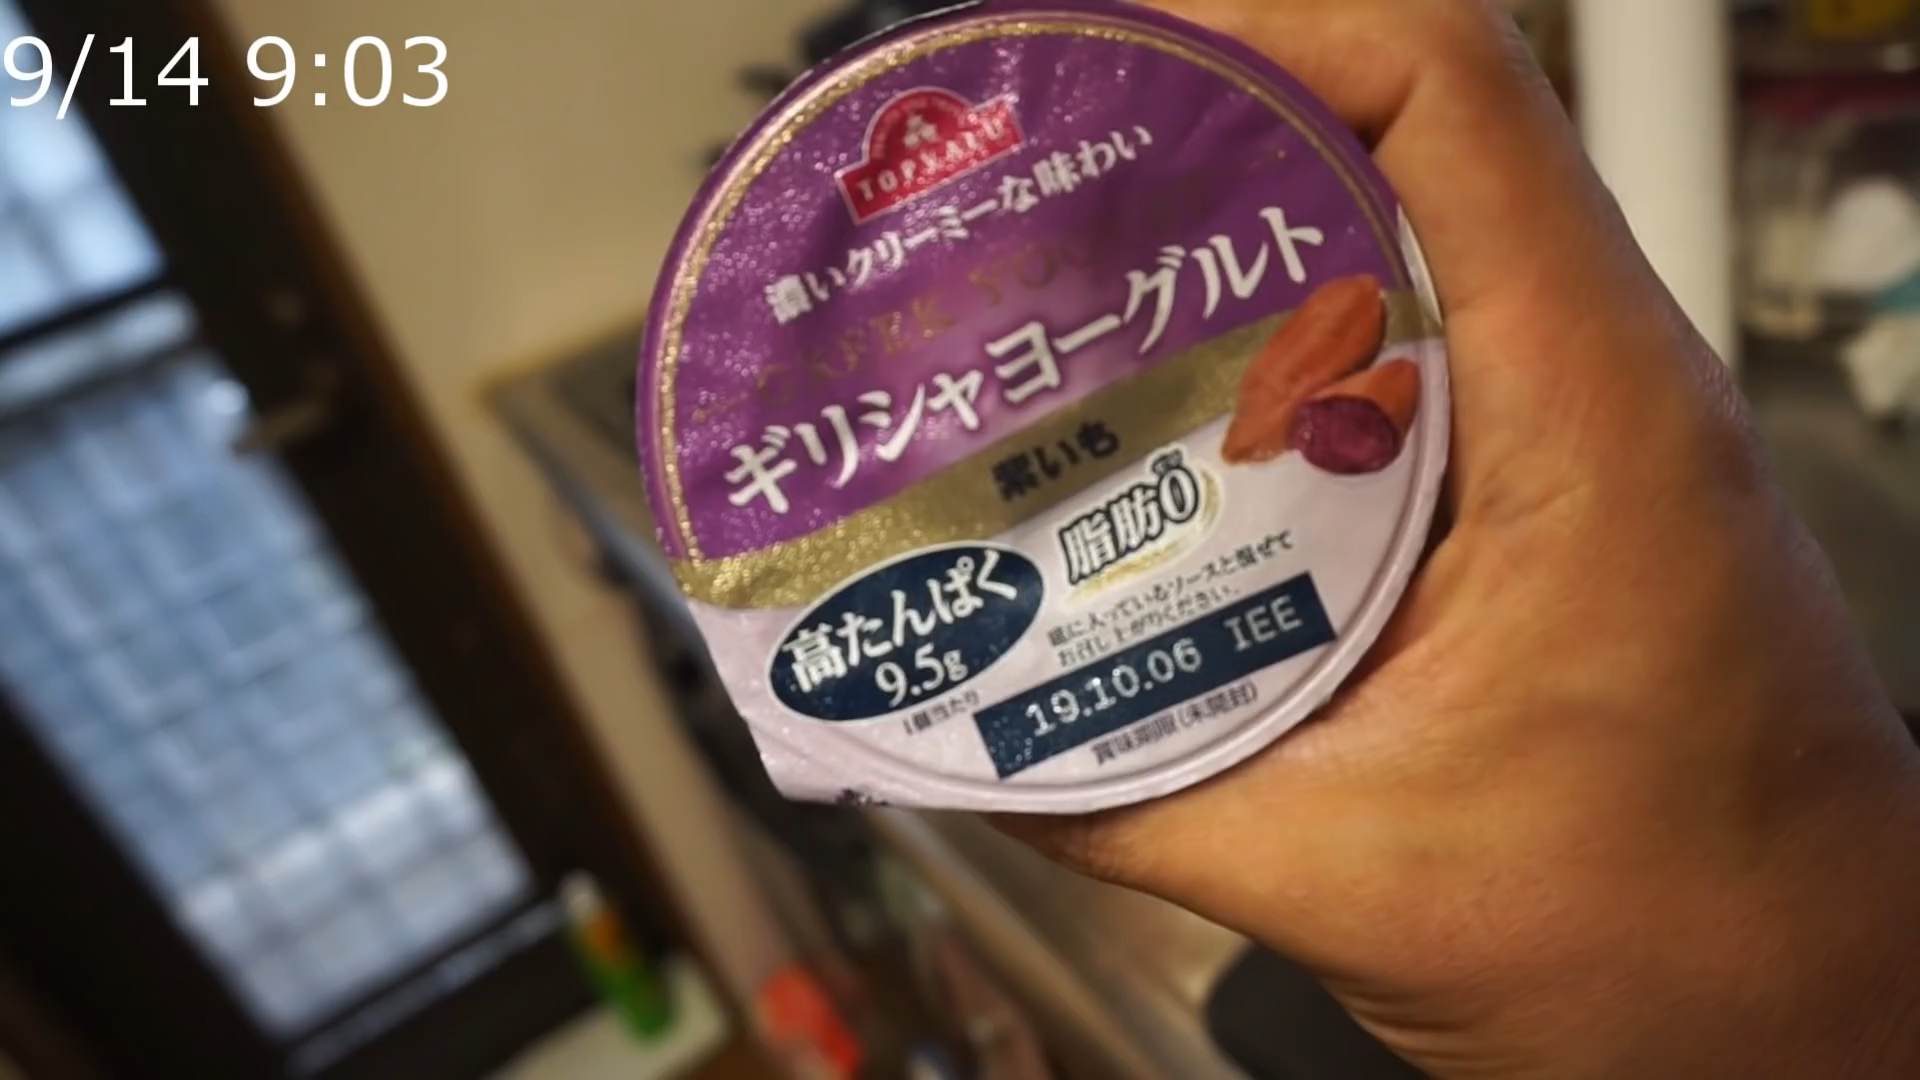 9/14 9:03
TOPVALU
濃いクリーミーな味わい
GREEK YOGURT
ギリシャヨーグルト
紫いも
脂肪0
高たんぱく
9.5g
1個当たり
底に入っているソースと混ぜて
お召し上がりください。
19.10.06 IEE
賞味期限(未開封)